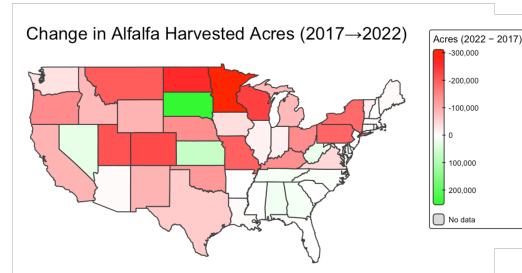 Change in Alfalfa Harvested Acres (2017→2022)
Acres (2022 − 2017)
-300,000
-200,000
-100,000
0
100,000
200,000
No data